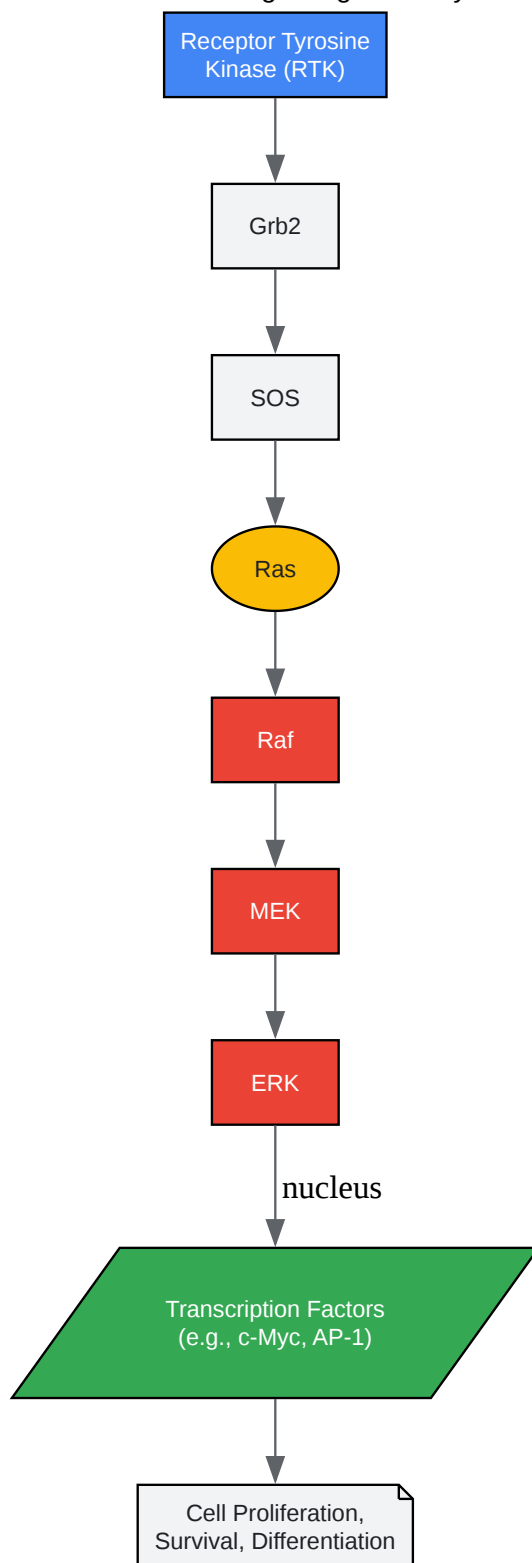 Receptor Tyrosine
Kinase (RTK)
Grb2
SOS
Ras
Raf
MEK
ERK
nucleus
Transcription Factors
(e.g., c-Myc, AP-1)
Cell Proliferation,
Survival, Differentiation